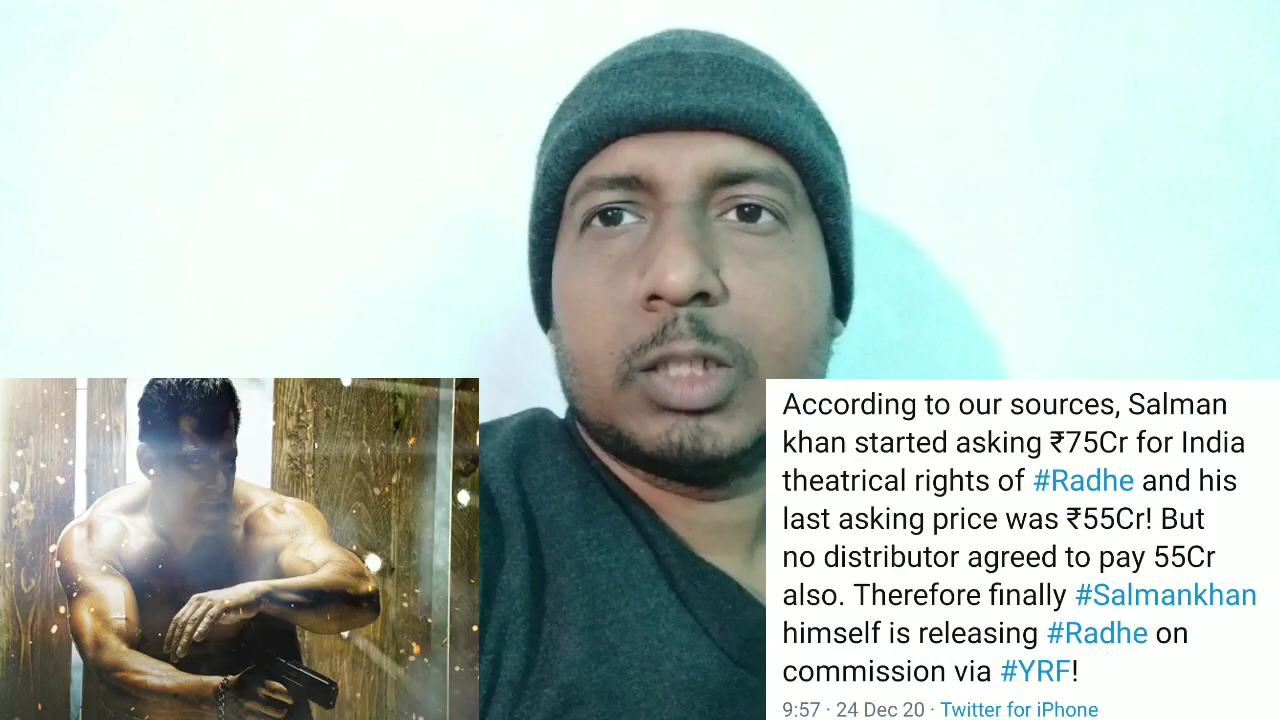 According to our sources, Salman
khan started asking ₹75Cr for India
theatrical rights of #Radhe and his
last asking price was ₹55Cr! But
no distributor agreed to pay 55Cr
also. Therefore finally #Salmankhan
himself is releasing #Radhe on
commission via #YRF!
9:57 · 24 Dec 20 · Twitter for iPhone